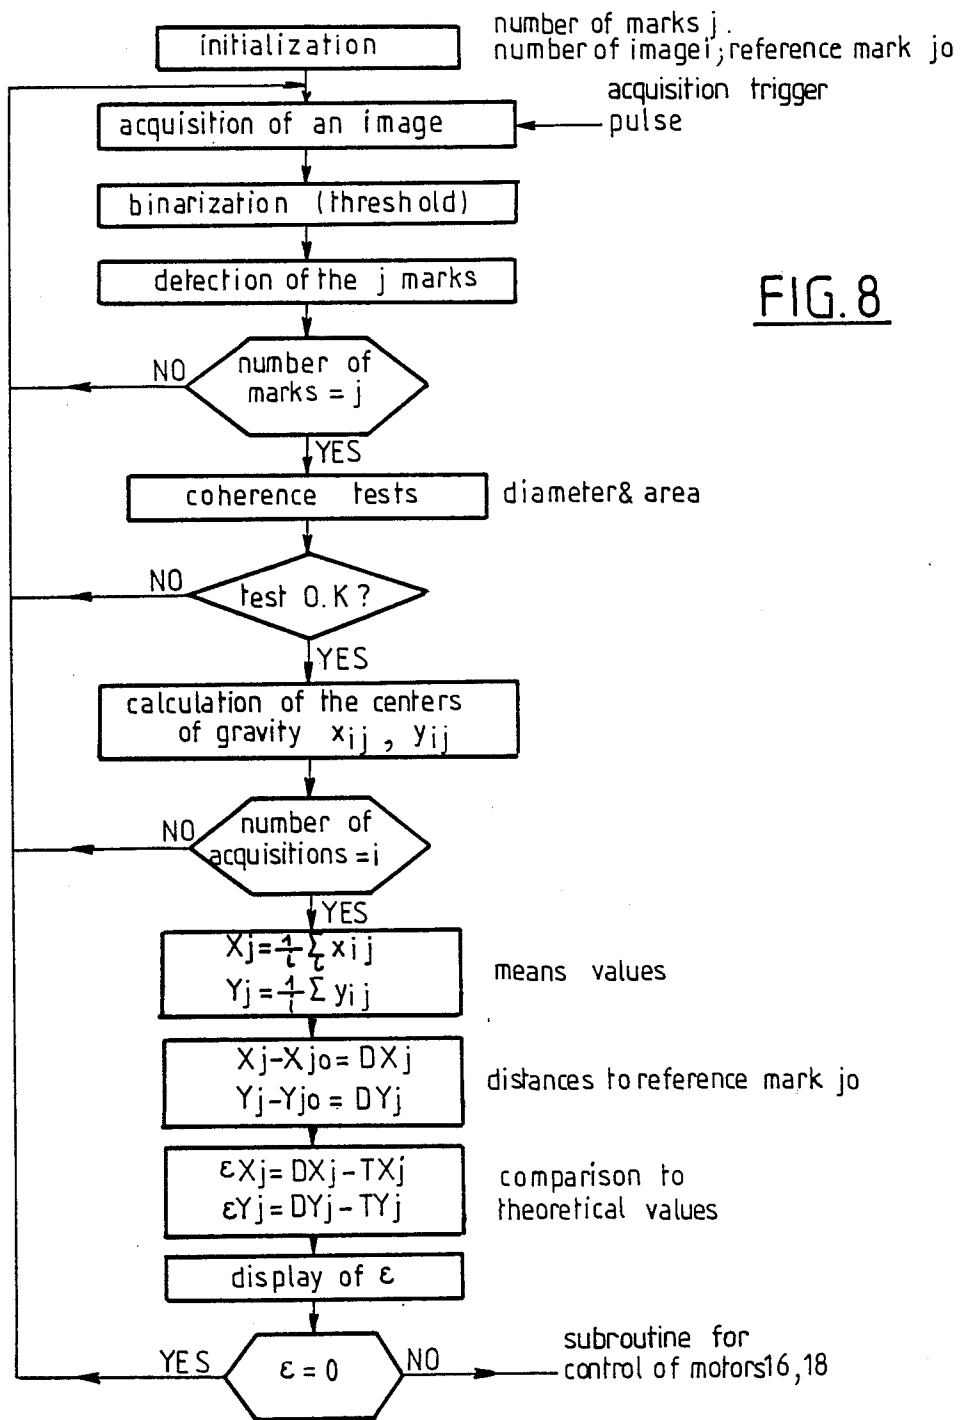 initialization
number of marks j.
number of image i; reference mark jo
acquisition trigger
pulse
acquisition of an image
binarization (threshold)
detection of the j marks
FIG. 8
number of
marks = j
NO
YES
coherence tests
diameter & area
test O.K ?
NO
YES
calculation of the centers
of gravity xij , yij
number of
acquisitions = i
NO
YES
Xj = 1/i Σi xij
Yj = 1/i Σ yij
means values
Xj - Xjo = DXj
Yj - Yjo = DYj
distances to reference mark jo
εXj = DXj - TXj
εYj = DYj - TYj
comparison to
theoretical values
display of ε
ε = 0
YES
NO
subroutine for
control of motors 16, 18